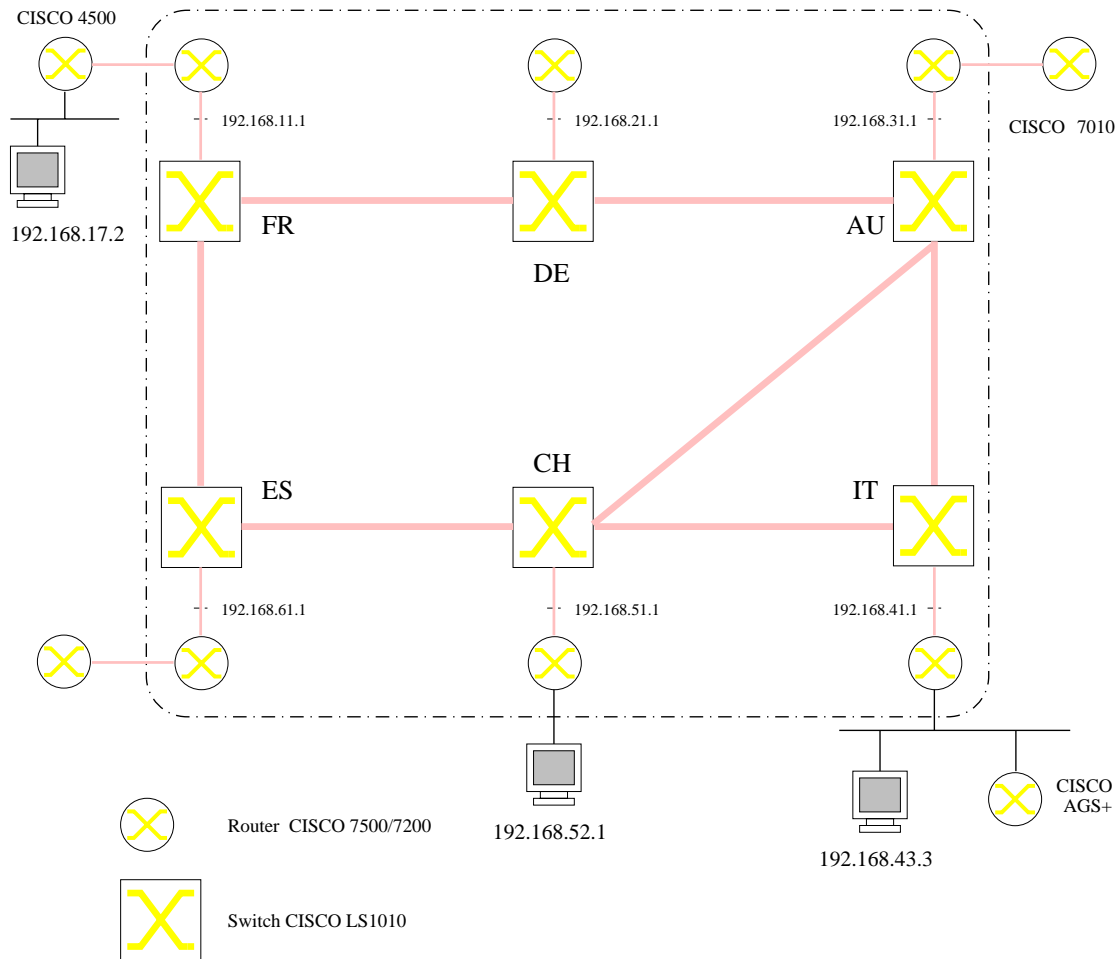 CISCO 4500
192.168.11.1
192.168.21.1
192.168.31.1
CISCO 7010
192.168.17.2
FR
DE
AU
ES
CH
IT
192.168.61.1
192.168.51.1
192.168.41.1
CISCO
AGS+
Router CISCO 7500/7200
192.168.52.1
192.168.43.3
Switch CISCO LS1010